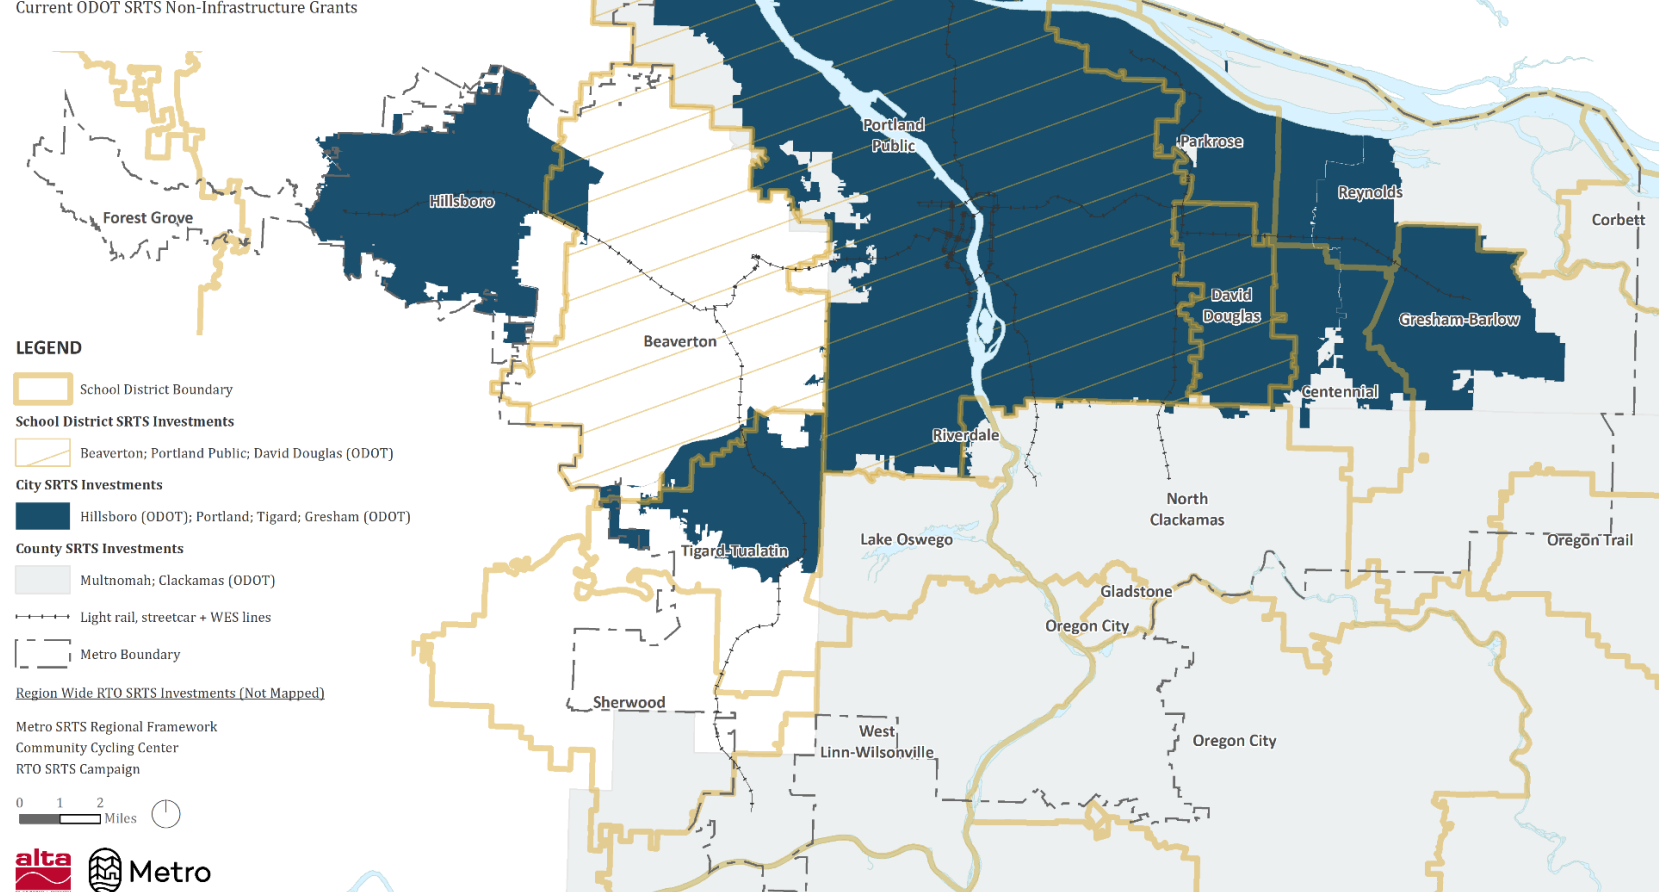 Current ODOT SRTS Non-Infrastructure Grants
Portland
Public
Parkrose
Reynolds
Hillsboro
Forest Grove
Corbett
David
Douglas
Gresham-Barlow
Beaverton
Centennial
Riverdale
North
Clackamas
Lake Oswego
Tigard-Tualatin
Oregon Trail
Gladstone
Oregon City
Sherwood
West
Linn-Wilsonville
Oregon City
LEGEND
School District Boundary
School District SRTS Investments
Beaverton; Portland Public; David Douglas (ODOT)
City SRTS Investments
Hillsboro (ODOT); Portland; Tigard; Gresham (ODOT)
County SRTS Investments
Multnomah; Clackamas (ODOT)
Light rail, streetcar + WES lines
Metro Boundary
Region Wide RTO SRTS Investments (Not Mapped)
Metro SRTS Regional Framework
Community Cycling Center
RTO SRTS Campaign
0 1 2
Miles
alta
Metro